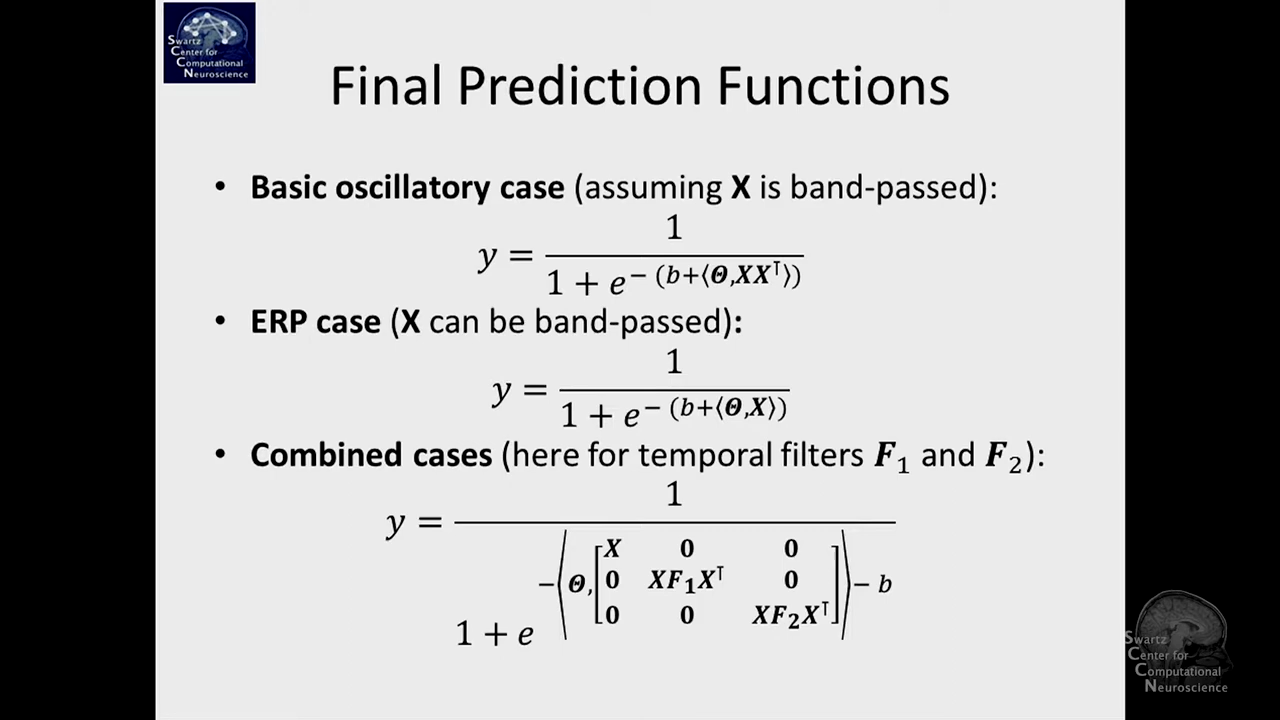 Swartz
Center for
Computational
Neuroscience
Final Prediction Functions
• Basic oscillatory case (assuming X is band-passed):
y = 1 / (1 + e^{− (b+⟨Θ,XX^⊺⟩)})
• ERP case (X can be band-passed):
y = 1 / (1 + e^{− (b+⟨Θ,X⟩)})
• Combined cases (here for temporal filters F₁ and F₂):
y = 1 / (1 + e^{−⟨Θ,[X 0 0; 0 XF₁X^⊺ 0; 0 0 XF₂X^⊺]⟩− b})
Swartz
Center for
Computational
Neuroscience